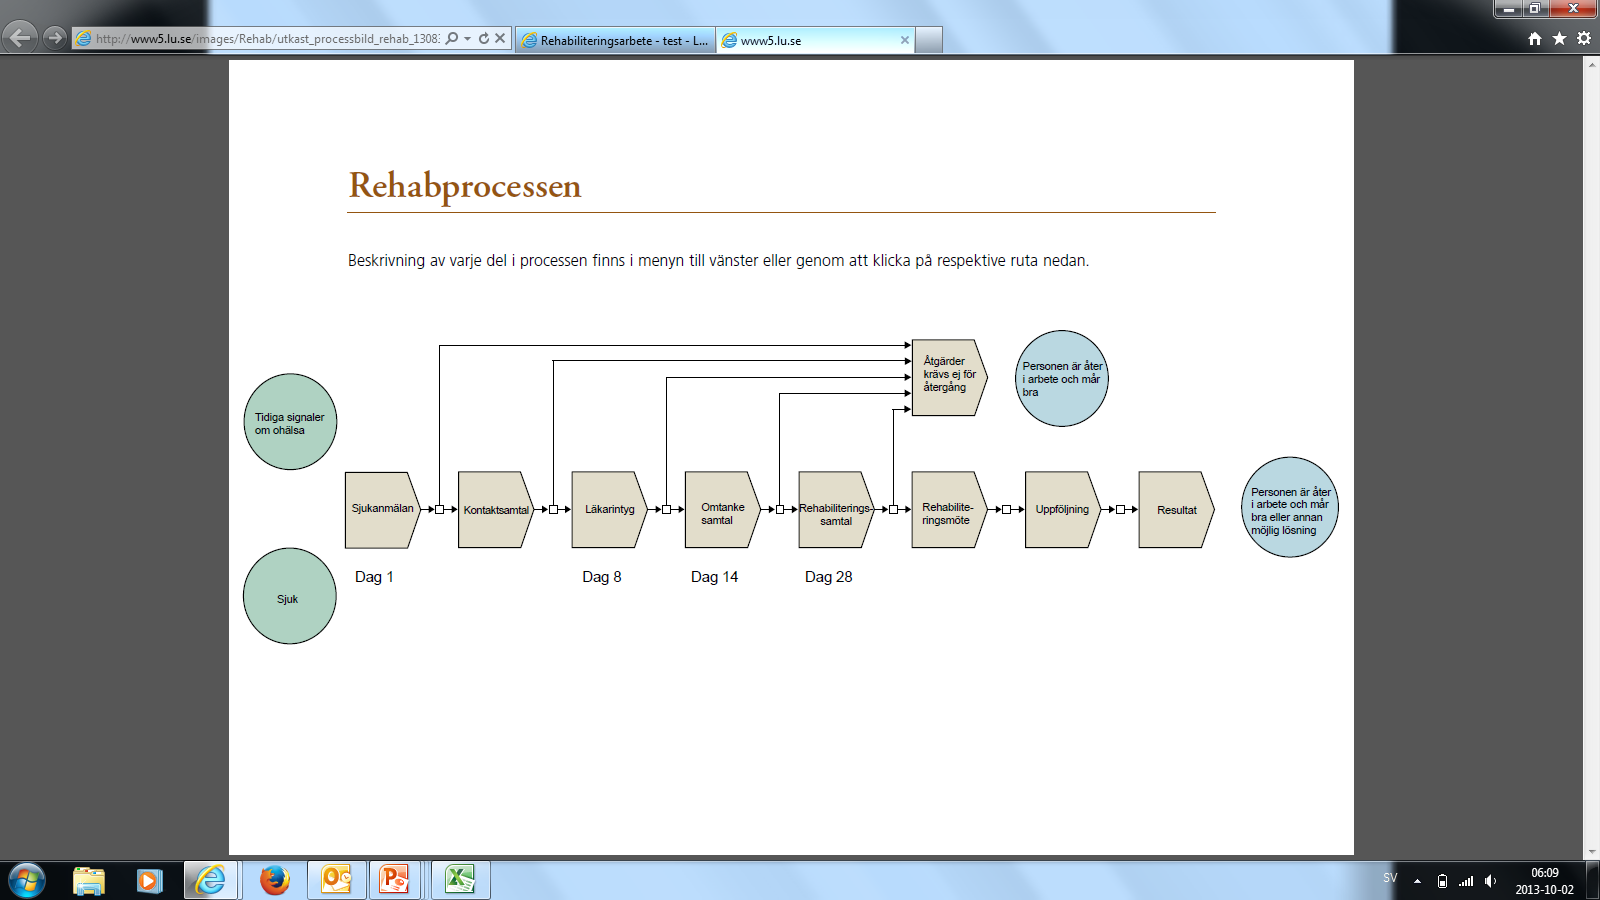 http://www5.lu.se/images/Rehab/utkast_processbild_rehab_1308
Rehabiliteringsarbete - test - L...
www5.lu.se
Rehabprocessen
Beskrivning av varje del i processen finns i menyn till vänster eller genom att klicka på respektive ruta nedan.
Åtgärder
krävs ej för
återgång
Personen är åter
i arbete och mår
bra
Tidiga signaler
om ohälsa
Sjukanmälan
Kontaktsamtal
Läkarintyg
Omtanke
samtal
Rehabiliterings-
samtal
Rehabilite-
ringsmöte
Uppföljning
Resultat
Personen är åter
i arbete och mår
bra eller annan
möjlig lösning
Dag 1
Dag 8
Dag 14
Dag 28
Sjuk
SV
06:09
2013-10-02